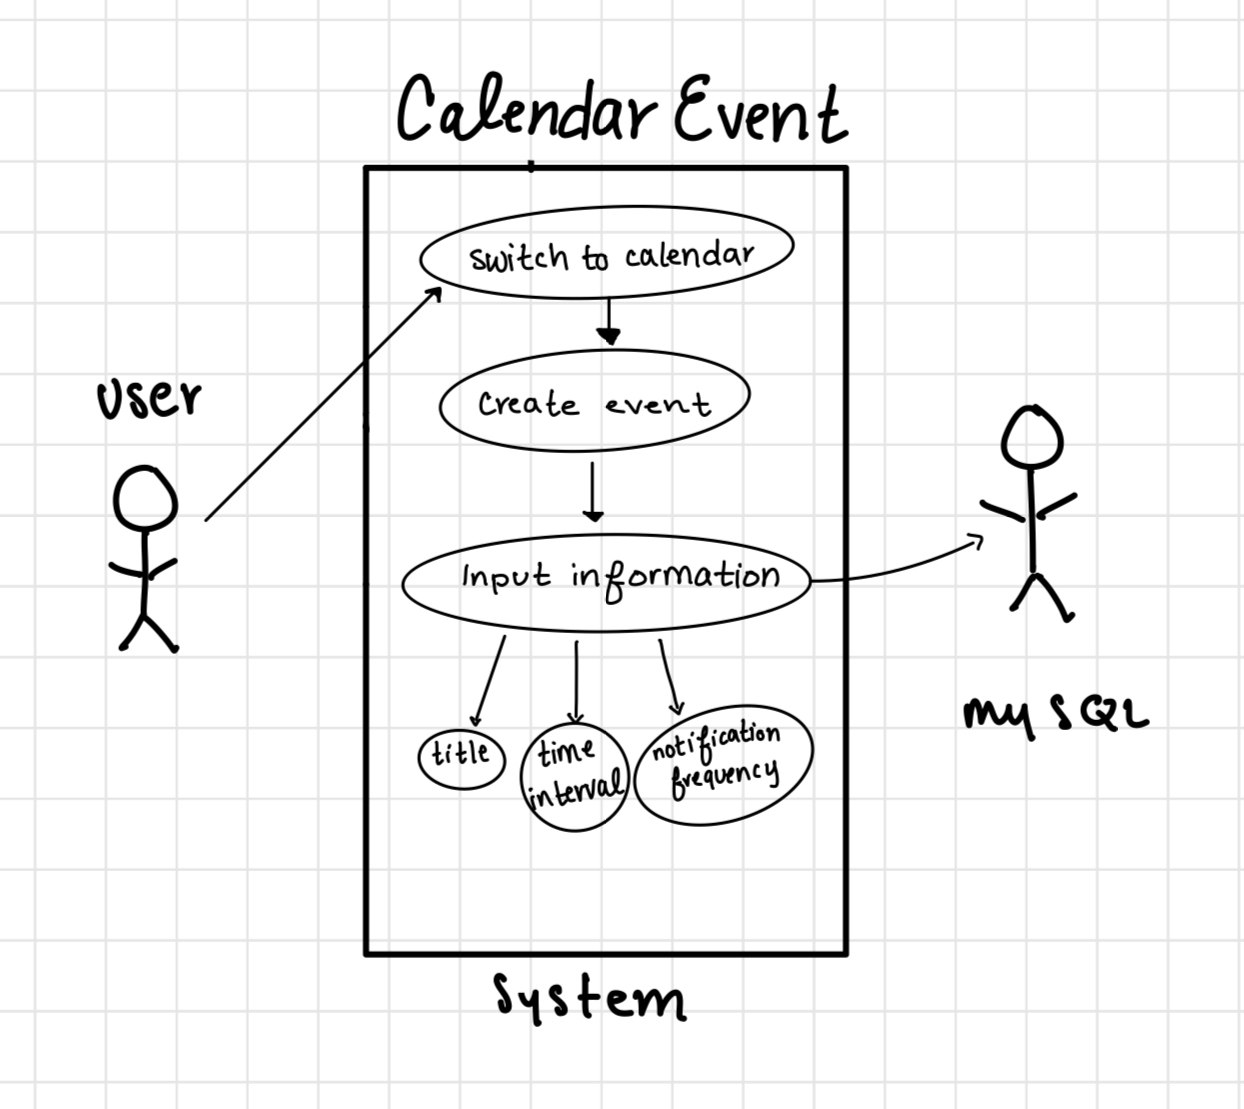 Calendar Event
switch to calendar
User
Create event
Input information
my SQL
title
time
interval
notification
frequency
System